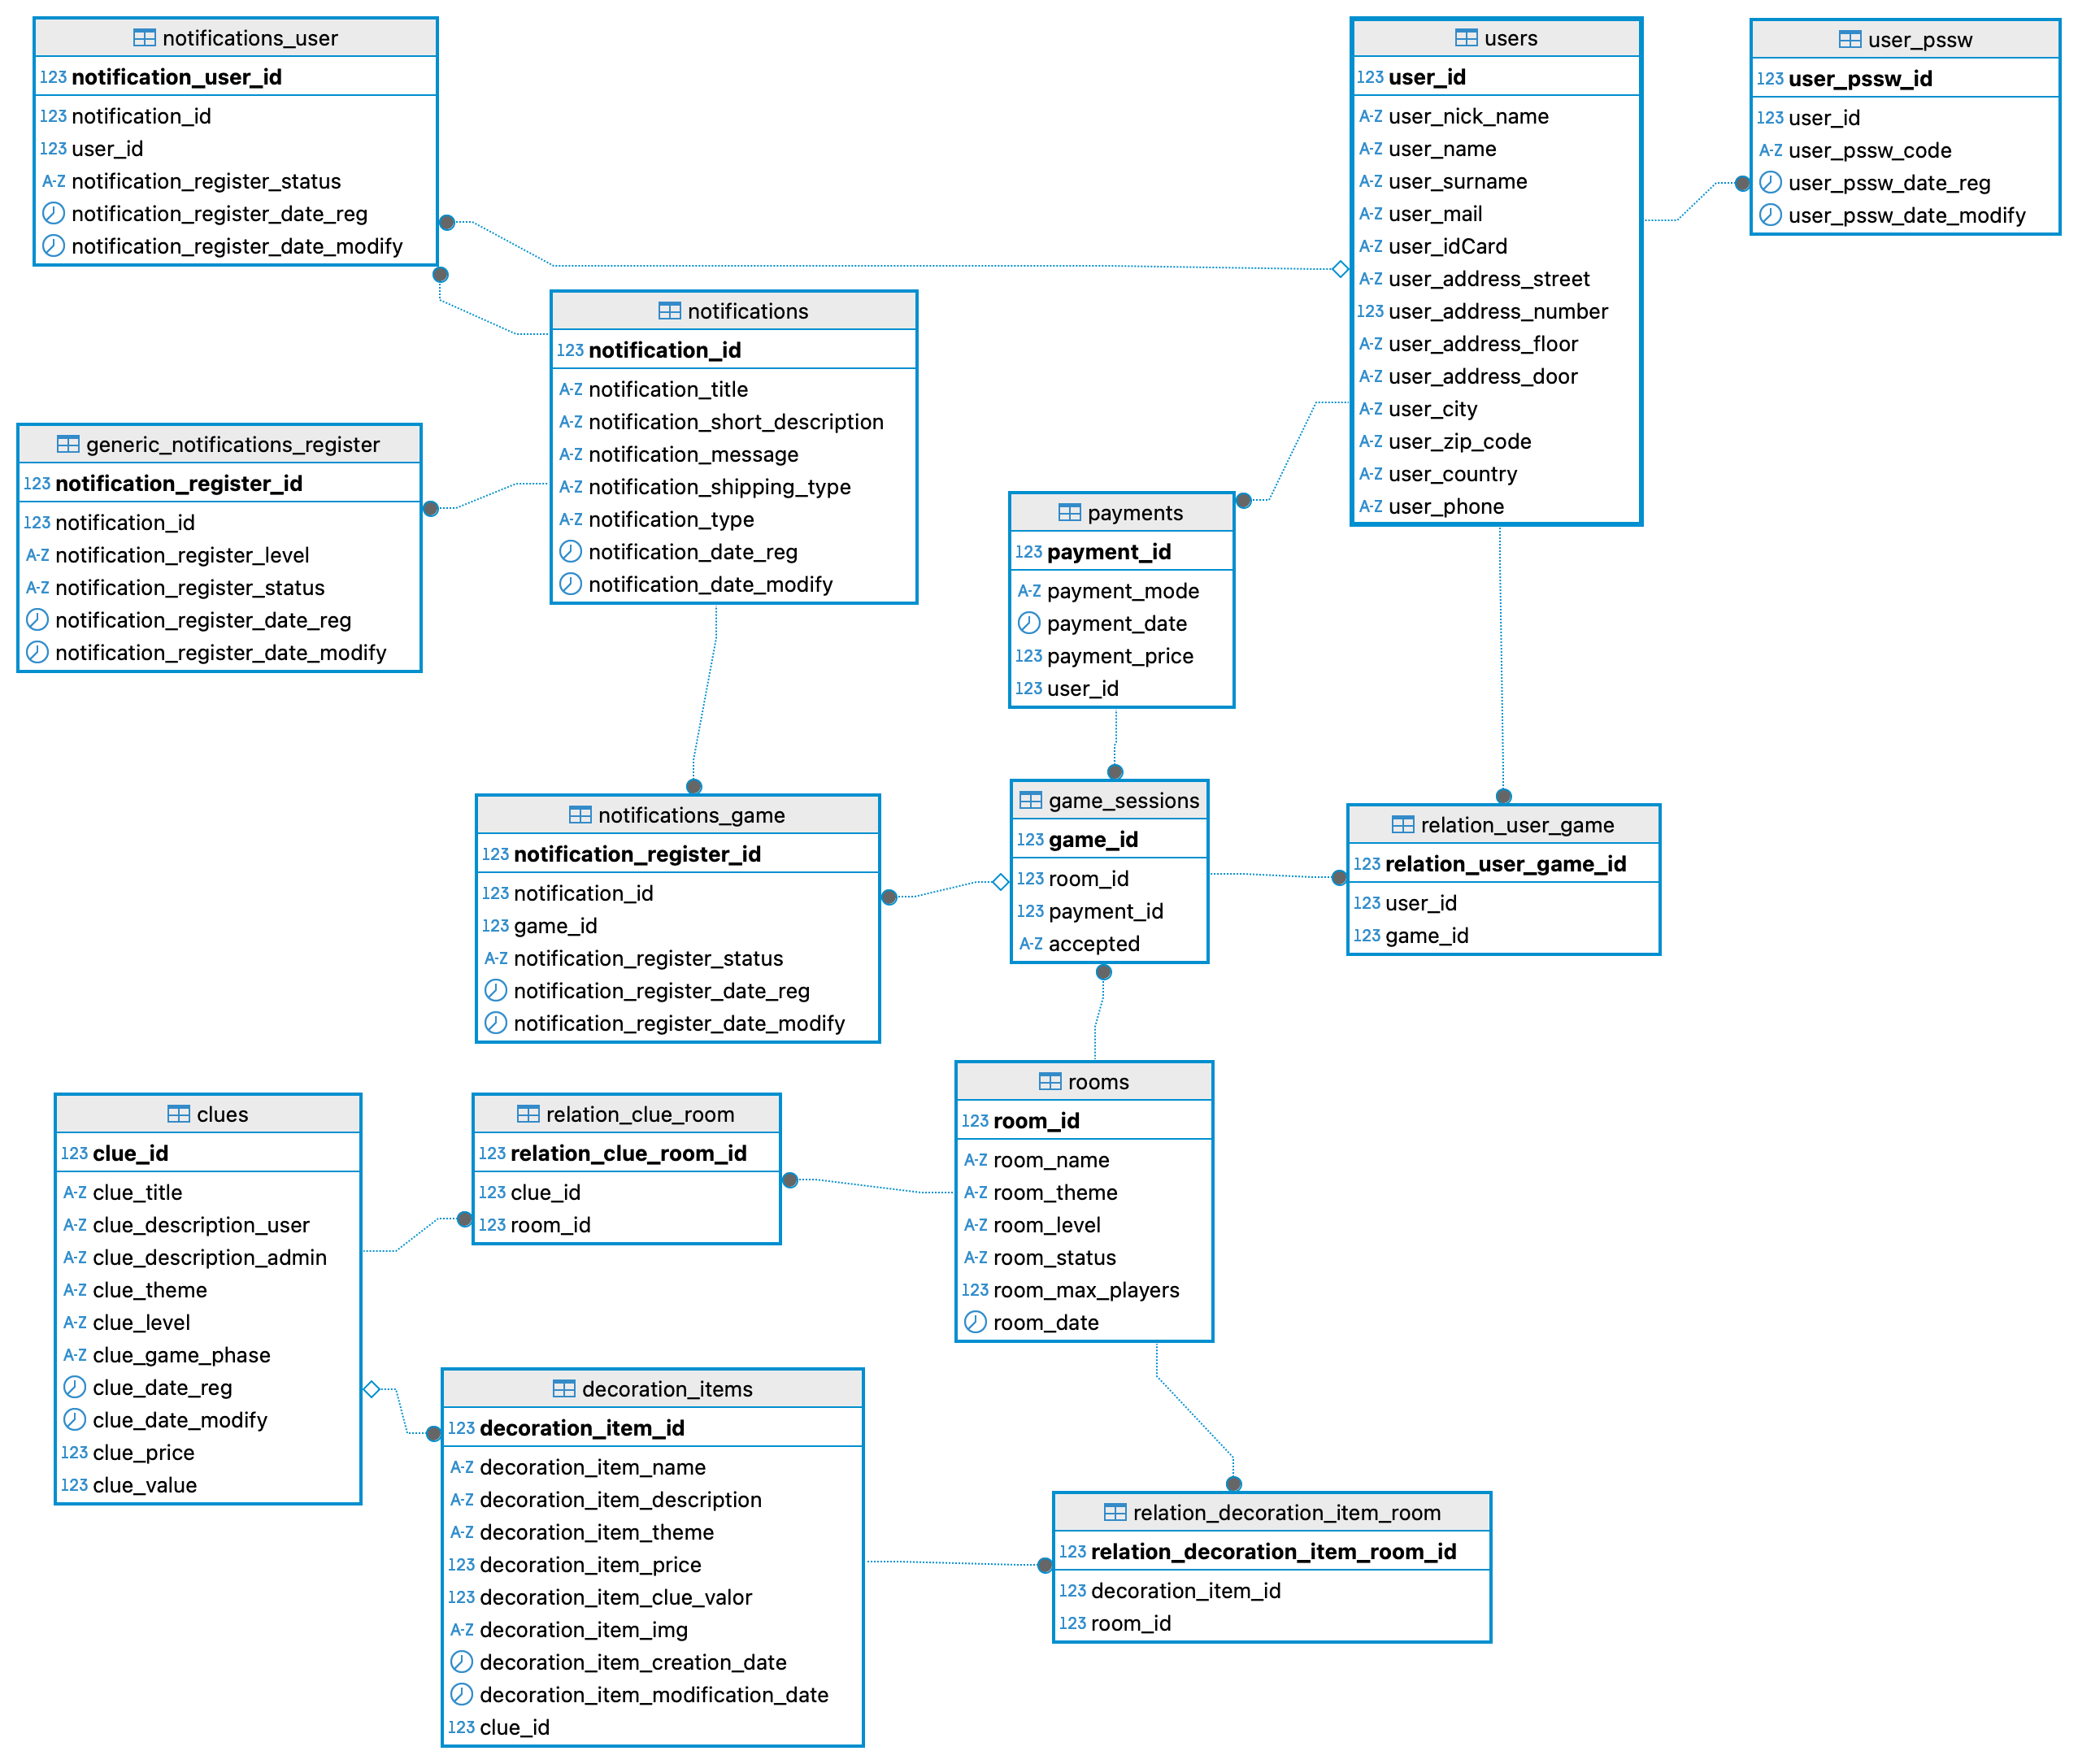 notifications_user
123 notification_user_id
123 notification_id
123 user_id
A-Z notification_register_status
notification_register_date_reg
notification_register_date_modify
users
123 user_id
A-Z user_nick_name
A-Z user_name
A-Z user_surname
A-Z user_mail
A-Z user_idCard
A-Z user_address_street
123 user_address_number
A-Z user_address_floor
A-Z user_address_door
A-Z user_city
A-Z user_zip_code
A-Z user_country
A-Z user_phone
user_pssw
123 user_pssw_id
123 user_id
A-Z user_pssw_code
user_pssw_date_reg
user_pssw_date_modify
notifications
123 notification_id
A-Z notification_title
A-Z notification_short_description
A-Z notification_message
A-Z notification_shipping_type
A-Z notification_type
notification_date_reg
notification_date_modify
generic_notifications_register
123 notification_register_id
123 notification_id
A-Z notification_register_level
A-Z notification_register_status
notification_register_date_reg
notification_register_date_modify
payments
123 payment_id
A-Z payment_mode
payment_date
123 payment_price
123 user_id
notifications_game
123 notification_register_id
123 notification_id
123 game_id
A-Z notification_register_status
notification_register_date_reg
notification_register_date_modify
game_sessions
123 game_id
123 room_id
123 payment_id
A-Z accepted
relation_user_game
123 relation_user_game_id
123 user_id
123 game_id
clues
123 clue_id
A-Z clue_title
A-Z clue_description_user
A-Z clue_description_admin
A-Z clue_theme
A-Z clue_level
A-Z clue_game_phase
clue_date_reg
clue_date_modify
123 clue_price
123 clue_value
relation_clue_room
123 relation_clue_room_id
123 clue_id
123 room_id
rooms
123 room_id
A-Z room_name
A-Z room_theme
A-Z room_level
A-Z room_status
123 room_max_players
room_date
decoration_items
123 decoration_item_id
A-Z decoration_item_name
A-Z decoration_item_description
A-Z decoration_item_theme
123 decoration_item_price
123 decoration_item_clue_valor
A-Z decoration_item_img
decoration_item_creation_date
decoration_item_modification_date
123 clue_id
relation_decoration_item_room
123 relation_decoration_item_room_id
123 decoration_item_id
123 room_id